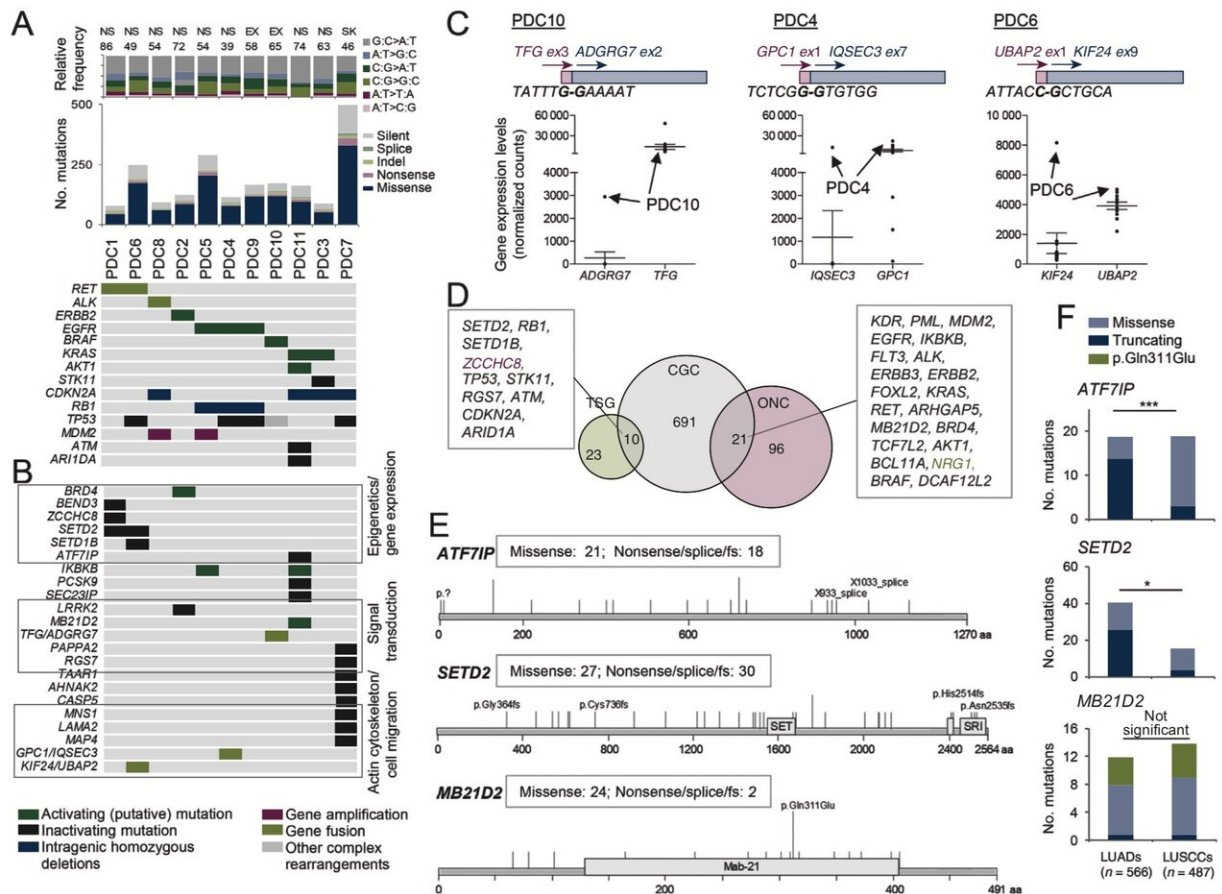 A
NS NS NS NS NS NS EX EX NS NS SK
86 49 54 72 54 39 58 65 74 63 46
Relative
frequency
G:C>A:T
A:T>G:C
C:G>A:T
C:G>G:C
A:T>T:A
A:T>C:G
500
250
0
No. mutations
Silent
Splice
Indel
Nonsense
Missense
PDC1 PDC6 PDC8 PDC2 PDC5 PDC4 PDC9 PDC10 PDC11 PDC3 PDC7
RET
ALK
ERBB2
EGFR
BRAF
KRAS
AKT1
STK11
CDKN2A
RB1
TP53
MDM2
ATM
ARI1DA
B
BRD4
BEND3
ZCCHC8
SETD2
SETD1B
ATF7IP
IKBKB
PCSK9
SEC23IP
LRRK2
MB21D2
TFG/ADGRG7
PAPPA2
RGS7
TAAR1
AHNAK2
CASP5
MNS1
LAMA2
MAP4
GPC1/IQSEC3
KIF24/UBAP2
Epigenetics/
gene expression
Signal
transduction
Actin cytoskeleton/
cell migration
Activating (putative) mutation
Inactivating mutation
Intragenic homozygous
deletions
Gene amplification
Gene fusion
Other complex
rearrangements
C
PDC10
TFG ex3 ADGRG7 ex2
TATTTG-GAAAAT
Gene expression levels
(normalized counts)
60 000
30 000
4000
3000
2000
1000
0
PDC10
ADGRG7 TFG
PDC4
GPC1 ex1 IQSEC3 ex7
TCTCGG-GTGTGG
60 000
30 000
4000
3000
2000
1000
0
PDC4
IQSEC3 GPC1
PDC6
UBAP2 ex1 KIF24 ex9
ATTACC-GCTGCA
10 000
8 000
6 000
4 000
2 000
0
PDC6
KIF24 UBAP2
D
SETD2, RB1,
SETD1B,
ZCCHC8,
TP53, STK11,
RGS7, ATM,
CDKN2A,
ARID1A
TSG
CGC
ONC
23
10
691
21
96
KDR, PML, MDM2,
EGFR, IKBKB,
FLT3, ALK,
ERBB3, ERBB2,
FOXL2, KRAS,
RET, ARHGAP5,
MB21D2, BRD4,
TCF7L2, AKT1,
BCL11A, NRG1,
BRAF, DCAF12L2
E
ATF7IP Missense: 21; Nonsense/splice/fs: 18
p.?
X933_splice
X1033_splice
0 200 600 1000 1270 aa
SETD2 Missense: 27; Nonsense/splice/fs: 30
p.Gly364fs
p.Cys736fs
p.His2514fs
p.Asn2535fs
SET
SRI
0 400 800 1200 1600 2000 2400 2564 aa
MB21D2 Missense: 24; Nonsense/splice/fs: 2
p.Gln311Glu
Mab-21
0 100 200 300 400 491 aa
F
Missense
Truncating
p.Gln311Glu
ATF7IP
***
20
10
0
No. mutations
SETD2
*
60
40
20
0
No. mutations
MB21D2
Not
significant
16
12
8
4
0
No. mutations
LUADs
(n = 566)
LUSCCs
(n = 487)